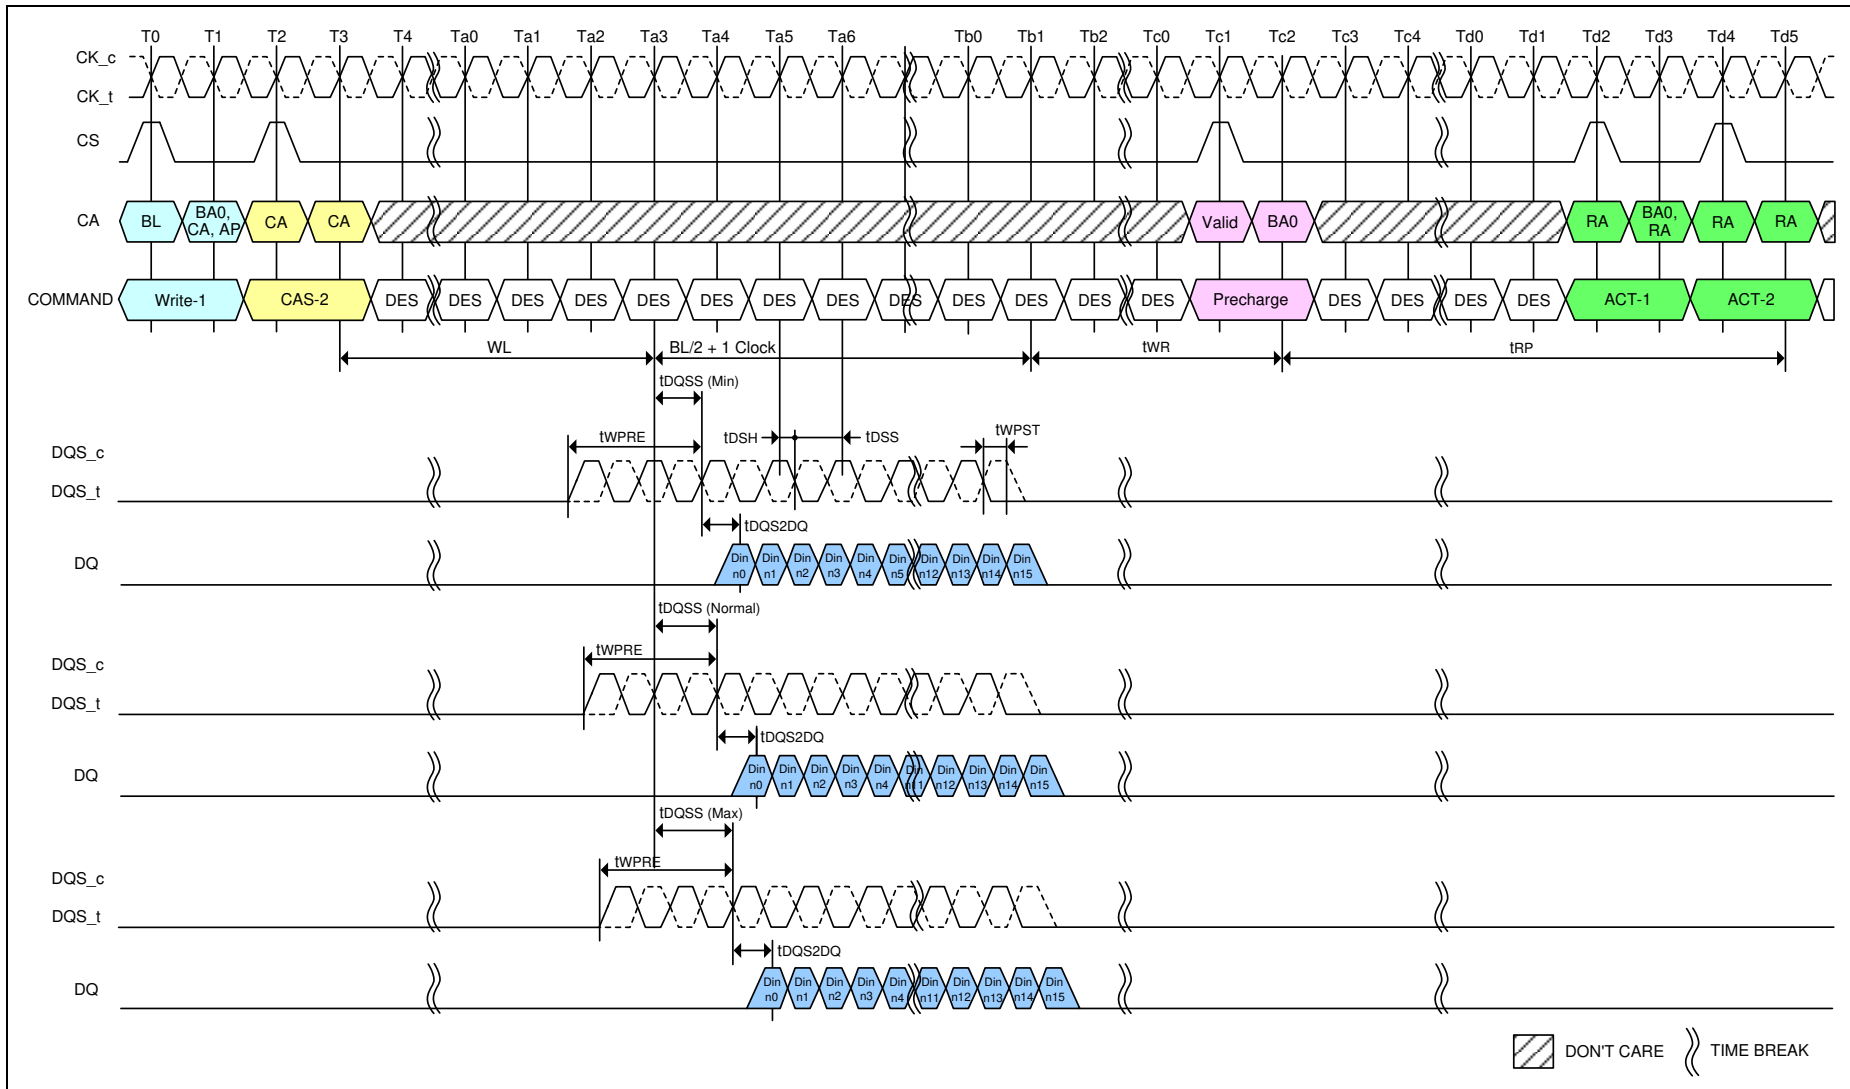 T0 T1 T2 T3 T4 Ta0 Ta1 Ta2 Ta3 Ta4 Ta5 Ta6 Tb0 Tb1 Tb2 Tc0 Tc1 Tc2 Tc3 Tc4 Td0 Td1 Td2 Td3 Td4 Td5
CK_c
CK_t
CS
CA BL BA0, CA, AP CA CA Valid BA0 RA BA0, RA RA RA
COMMAND Write-1 CAS-2 DES DES DES DES DES DES DES DES DES DES DES DES DES Precharge DES DES DES DES ACT-1 ACT-2
WL BL/2 + 1 Clock tWR tRP
tDQSS (Min)
tWPRE tDSH tDSS tWPST
DQS_c
DQS_t
tDQS2DQ
DQ Din n0 Din n1 Din n2 Din n3 Din n4 Din n5 Din n12 Din n13 Din n14 Din n15
tDQSS (Normal)
tWPRE
DQS_c
DQS_t
tDQS2DQ
DQ Din n0 Din n1 Din n2 Din n3 Din n4 Din n11 Din n12 Din n13 Din n14 Din n15
tDQSS (Max)
tWPRE
DQS_c
DQS_t
tDQS2DQ
DQ Din n0 Din n1 Din n2 Din n3 Din n4 Din n11 Din n12 Din n13 Din n14 Din n15
DON'T CARE TIME BREAK